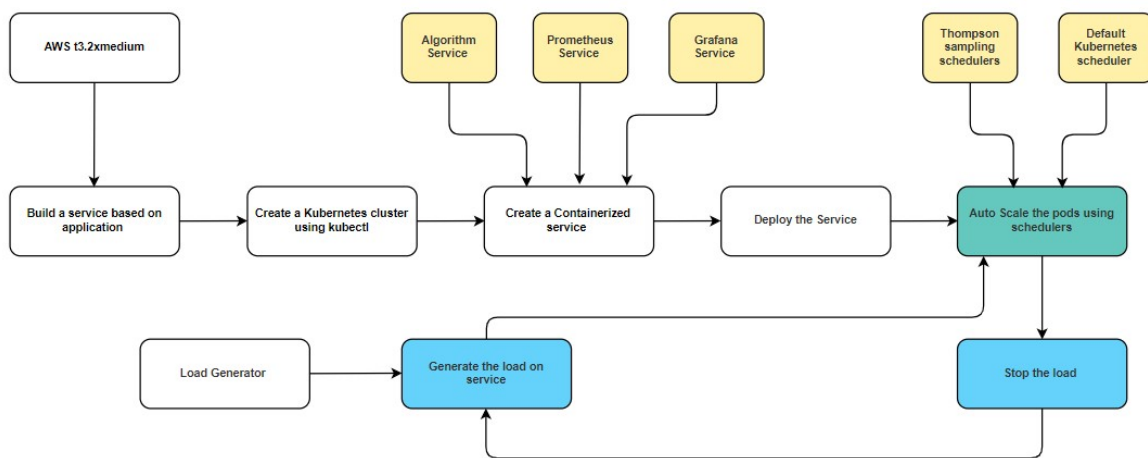 AWS t3.2xmedium
Algorithm
Service
Prometheus
Service
Grafana
Service
Thompson
sampling
schedulers
Default
Kubernetes
scheduler
Build a service based on
application
Create a Kubernetes cluster
using kubectl
Create a Containerized
service
Deploy the Service
Auto Scale the pods using
schedulers
Load Generator
Generate the load on
service
Stop the load